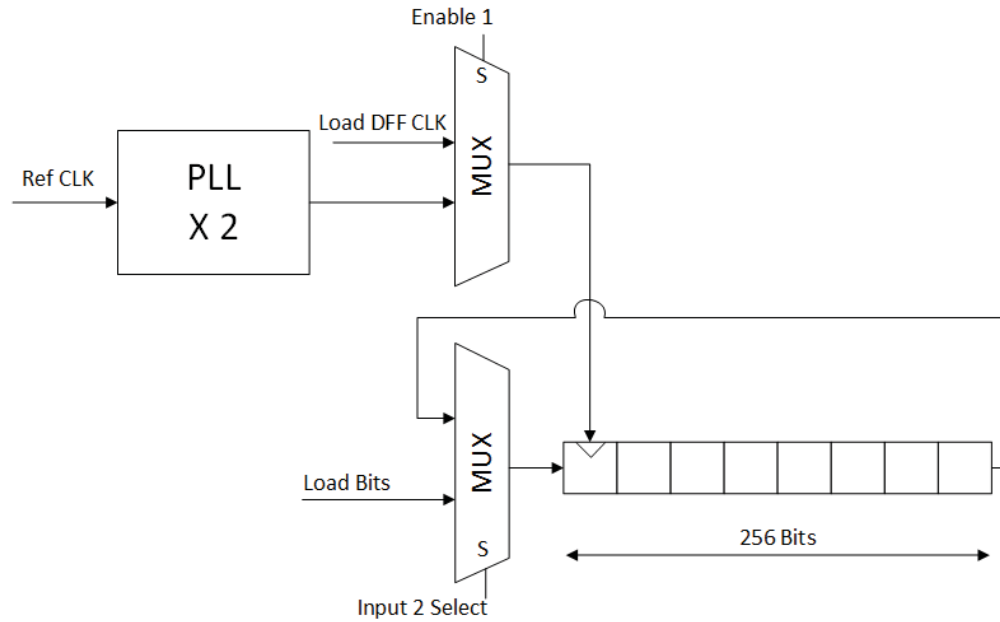 Enable 1
S
Load DFF CLK
MUX
Ref CLK
PLL
X 2
MUX
Load Bits
S
256 Bits
Input 2 Select